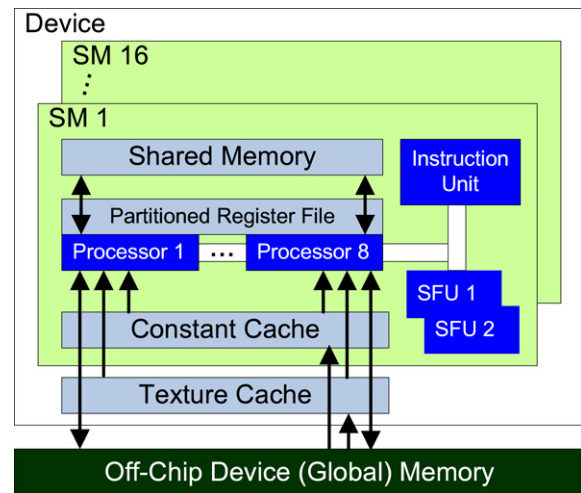 Device
SM 16
⋮
SM 1
Shared Memory
Instruction
Unit
Partitioned Register File
Processor 1
...
Processor 8
SFU 1
SFU 2
Constant Cache
Texture Cache
Off-Chip Device (Global) Memory